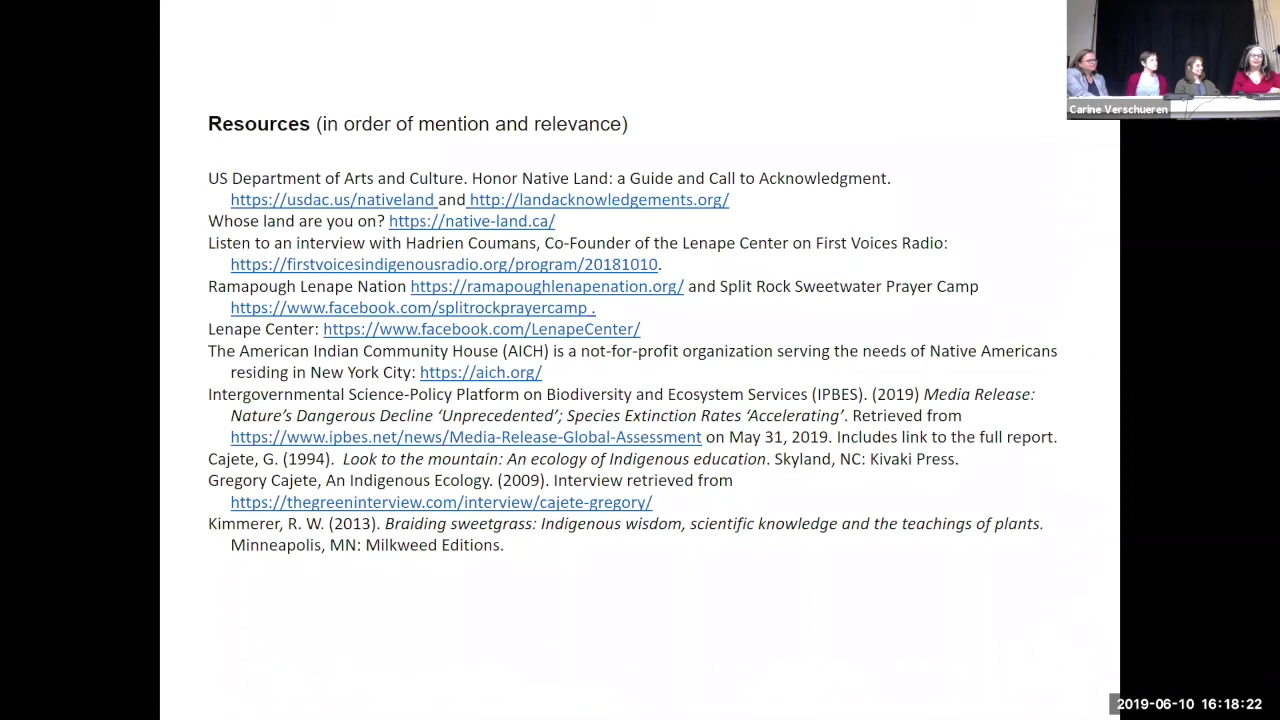 Carine Verschueren
Resources (in order of mention and relevance)
US Department of Arts and Culture. Honor Native Land: a Guide and Call to Acknowledgment.
https://usdac.us/nativeland and http://landacknowledgements.org/
Whose land are you on? https://native-land.ca/
Listen to an interview with Hadrien Coumans, Co-Founder of the Lenape Center on First Voices Radio:
https://firstvoicesindigenousradio.org/program/20181010.
Ramapough Lenape Nation https://ramapoughlenapenation.org/ and Split Rock Sweetwater Prayer Camp
https://www.facebook.com/splitrockprayercamp .
Lenape Center: https://www.facebook.com/LenapeCenter/
The American Indian Community House (AICH) is a not-for-profit organization serving the needs of Native Americans
residing in New York City: https://aich.org/
Intergovernmental Science-Policy Platform on Biodiversity and Ecosystem Services (IPBES). (2019) Media Release:
Nature’s Dangerous Decline ‘Unprecedented’; Species Extinction Rates ‘Accelerating’. Retrieved from
https://www.ipbes.net/news/Media-Release-Global-Assessment on May 31, 2019. Includes link to the full report.
Cajete, G. (1994). Look to the mountain: An ecology of Indigenous education. Skyland, NC: Kivaki Press.
Gregory Cajete, An Indigenous Ecology. (2009). Interview retrieved from
https://thegreeninterview.com/interview/cajete-gregory/
Kimmerer, R. W. (2013). Braiding sweetgrass: Indigenous wisdom, scientific knowledge and the teachings of plants.
Minneapolis, MN: Milkweed Editions.
2019-06-10 16:18:22